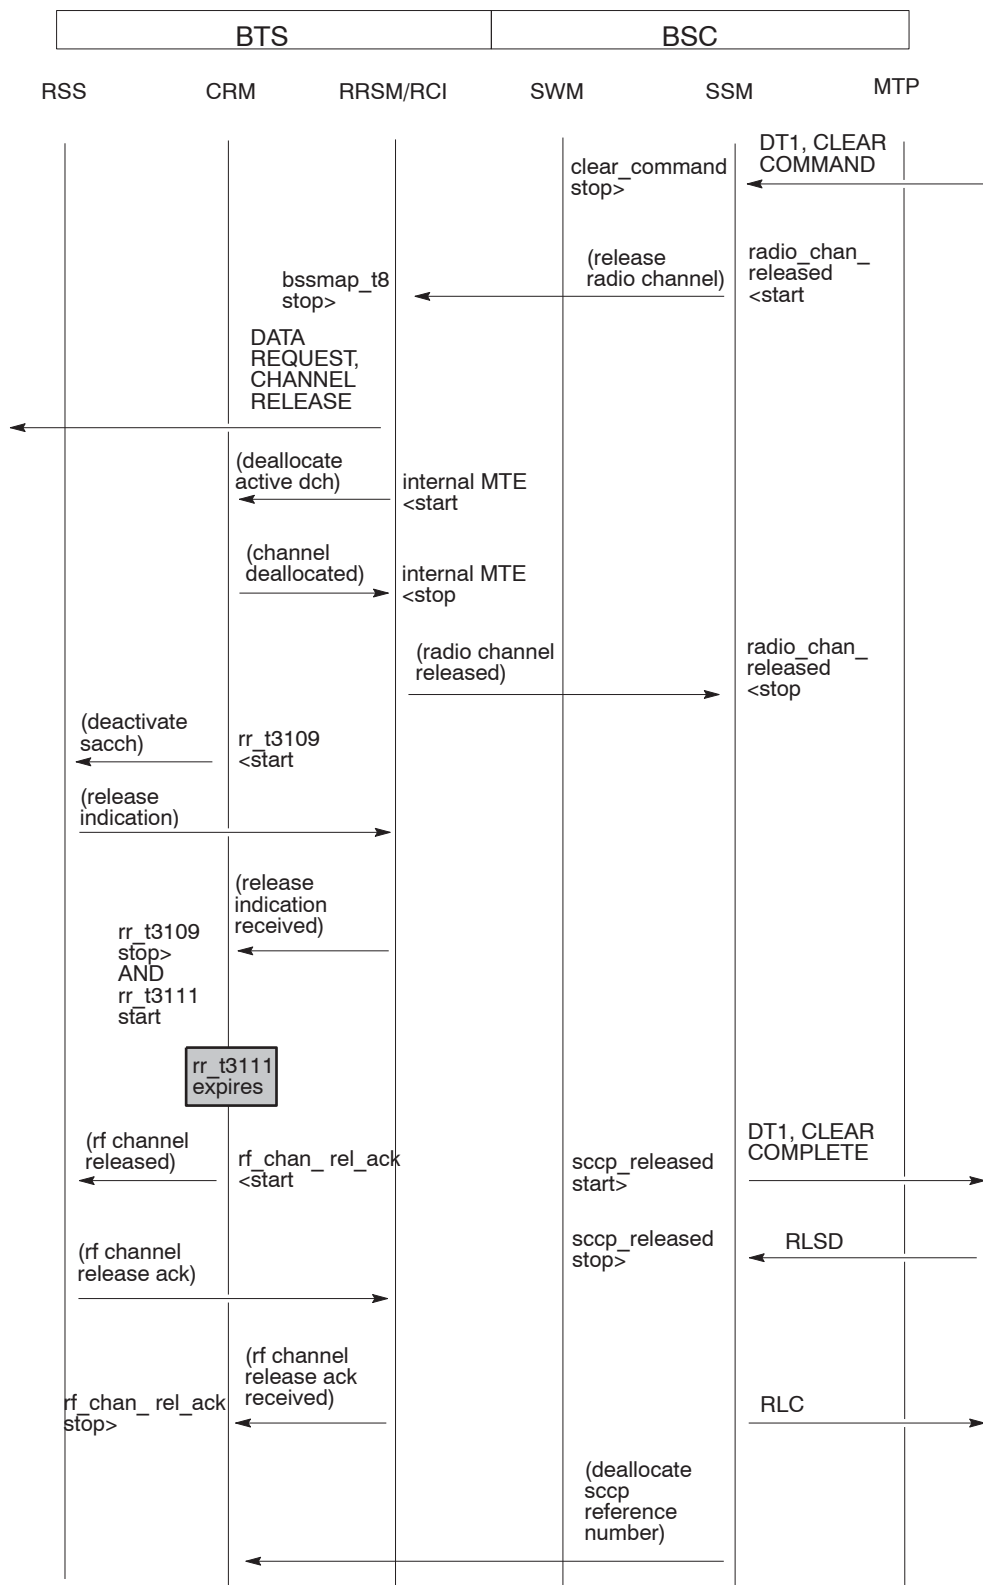 BTS
BSC
RSS
CRM
RRSM/RCI
SWM
SSM
MTP
DT1, CLEAR
COMMAND
clear_command
stop>
(release
radio channel)
radio_chan_
released
<start
bssmap_t8
stop>
DATA
REQUEST,
CHANNEL
RELEASE
(deallocate
active dch)
internal MTE
<start
(channel
deallocated)
internal MTE
<stop
(radio channel
released)
radio_chan_
released
<stop
(deactivate
sacch)
rr_t3109
<start
(release
indication)
(release
indication
received)
rr_t3109
stop>
AND
rr_t3111
start
rr_t3111
expires
(rf channel
released)
rf_chan_ rel_ack
<start
sccp_released
start>
DT1, CLEAR
COMPLETE
(rf channel
release ack)
sccp_released
stop>
RLSD
(rf channel
release ack
received)
rf_chan_ rel_ack
stop>
RLC
(deallocate
sccp
reference
number)